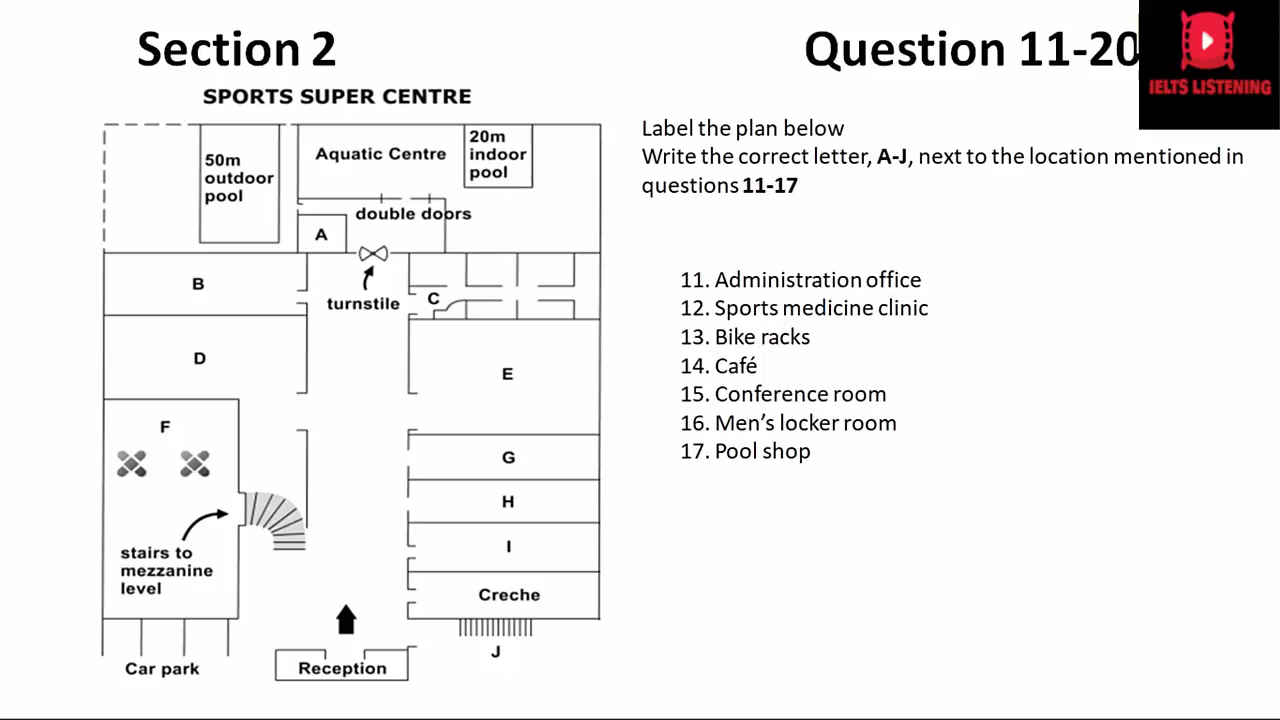 Section 2
Question 11-20
IELTS LISTENING
SPORTS SUPER CENTRE
Label the plan below
Write the correct letter, A-J, next to the location mentioned in
questions 11-17
11. Administration office
12. Sports medicine clinic
13. Bike racks
14. Café
15. Conference room
16. Men's locker room
17. Pool shop
50m
outdoor
pool
Aquatic Centre
20m
indoor
pool
double doors
A
B
turnstile
C
D
E
F
G
H
I
stairs to
mezzanine
level
Creche
J
Car park
Reception